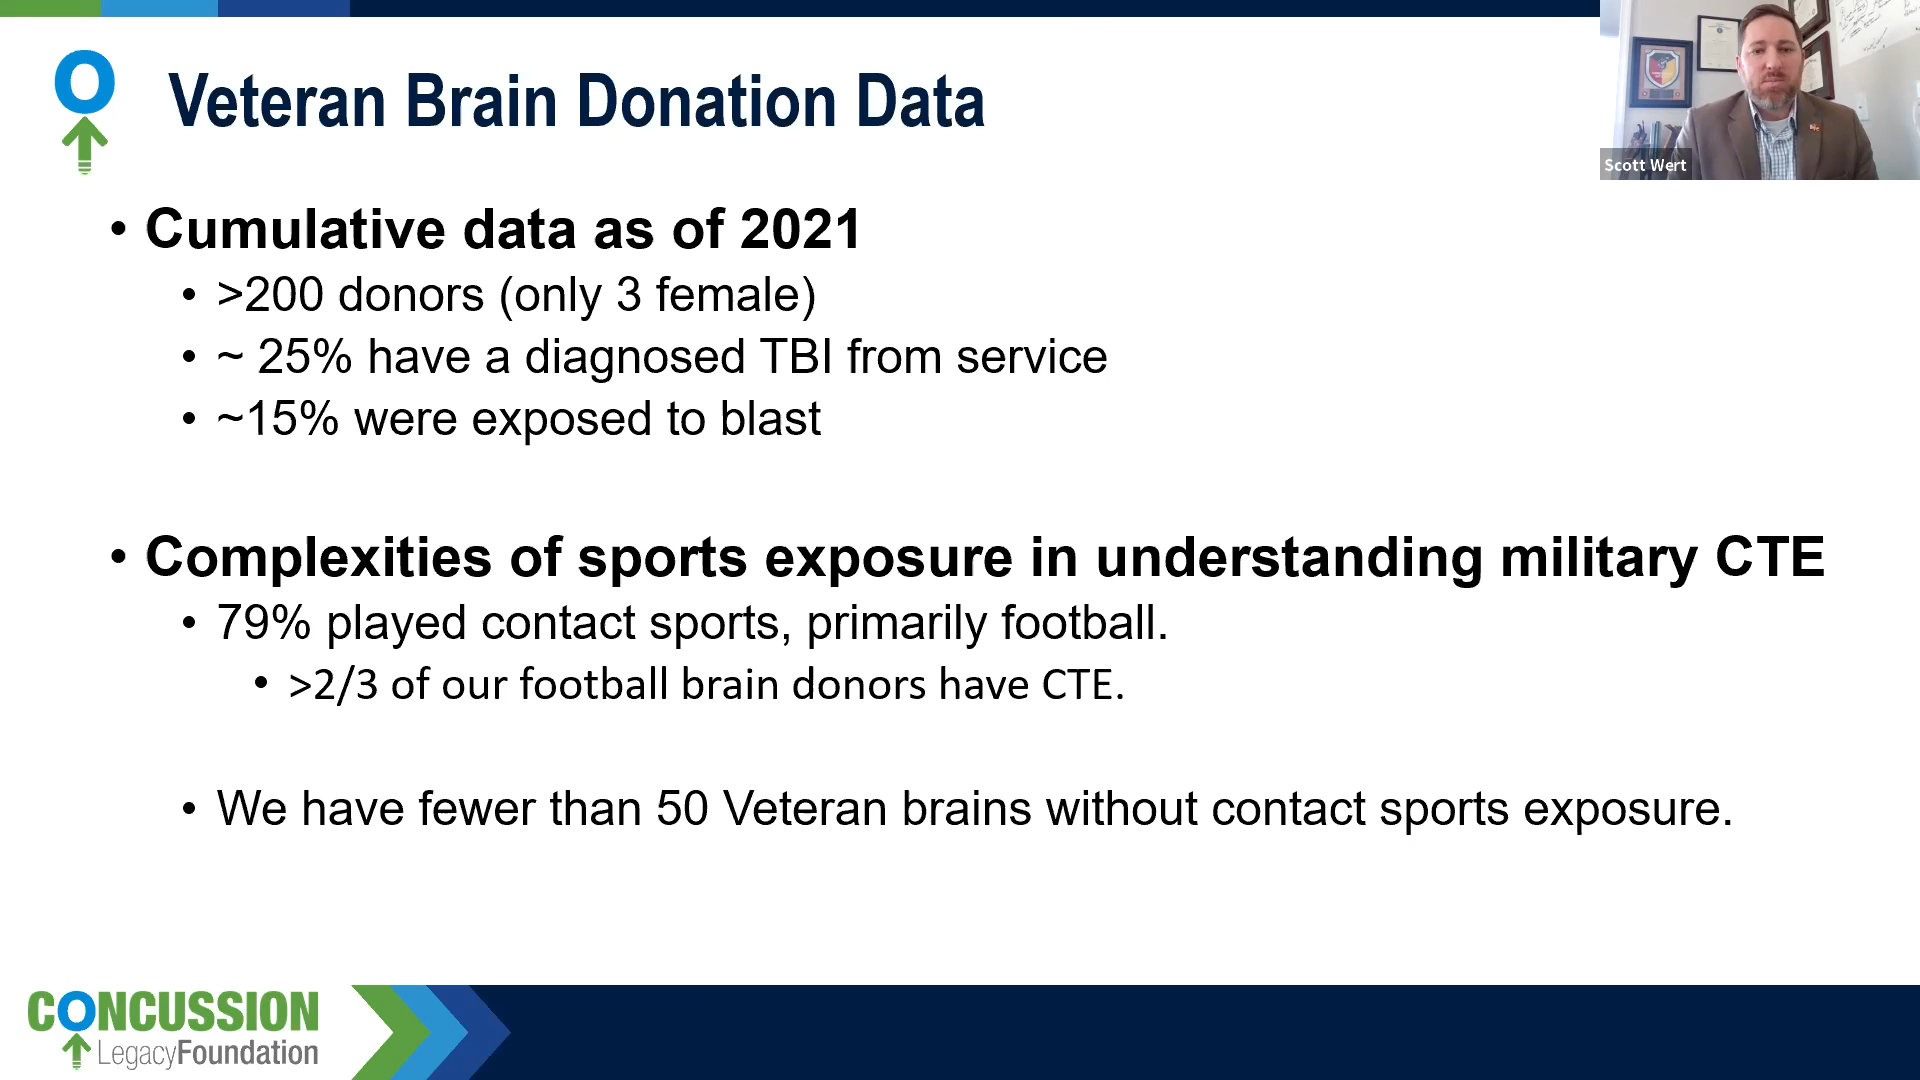 Veteran Brain Donation Data
Scott Wert
• Cumulative data as of 2021
• >200 donors (only 3 female)
• ~ 25% have a diagnosed TBI from service
• ~15% were exposed to blast
• Complexities of sports exposure in understanding military CTE
• 79% played contact sports, primarily football.
• >2/3 of our football brain donors have CTE.
• We have fewer than 50 Veteran brains without contact sports exposure.
CONCUSSION
LegacyFoundation